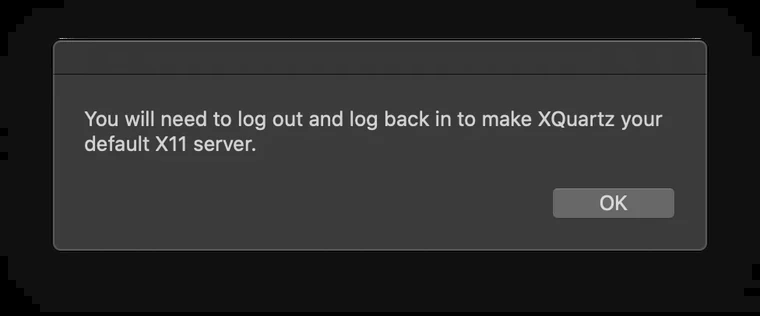 You will need to log out and log back in to make XQuartz your
default X11 server.
OK